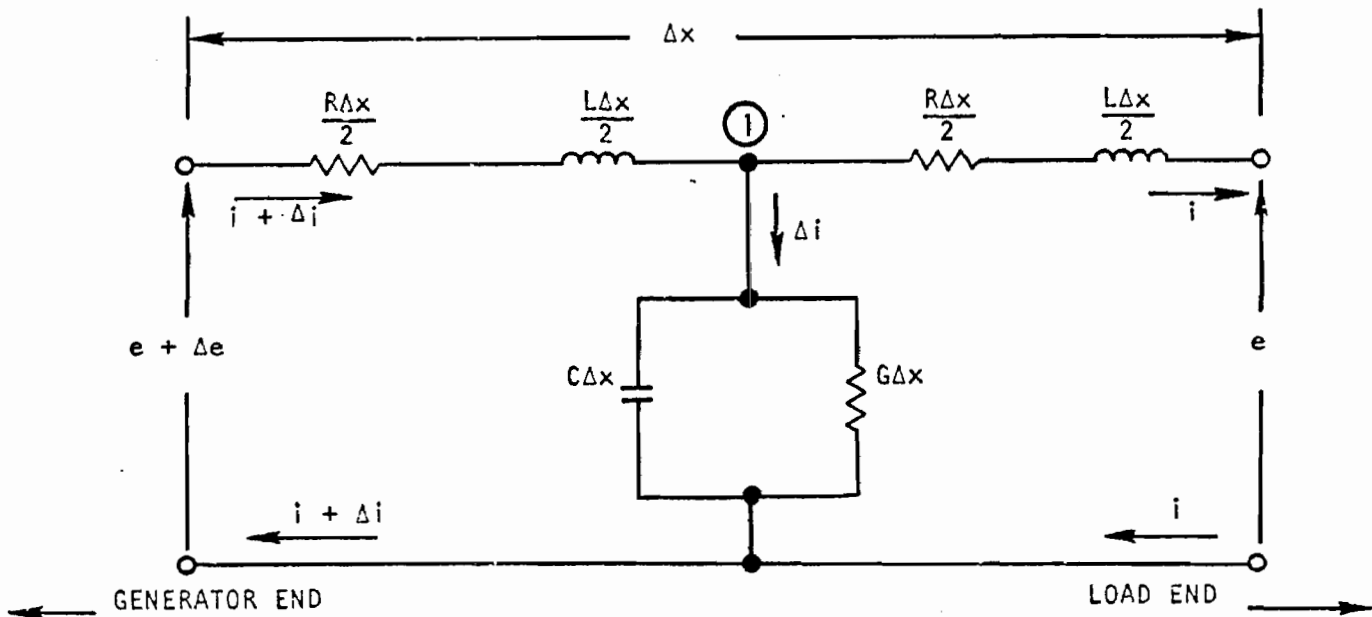 Δx
RΔx
2
LΔx
2
1
RΔx
2
LΔx
2
i + Δi
i
Δi
e + Δe
CΔx
GΔx
e
i + Δi
i
GENERATOR END
LOAD END